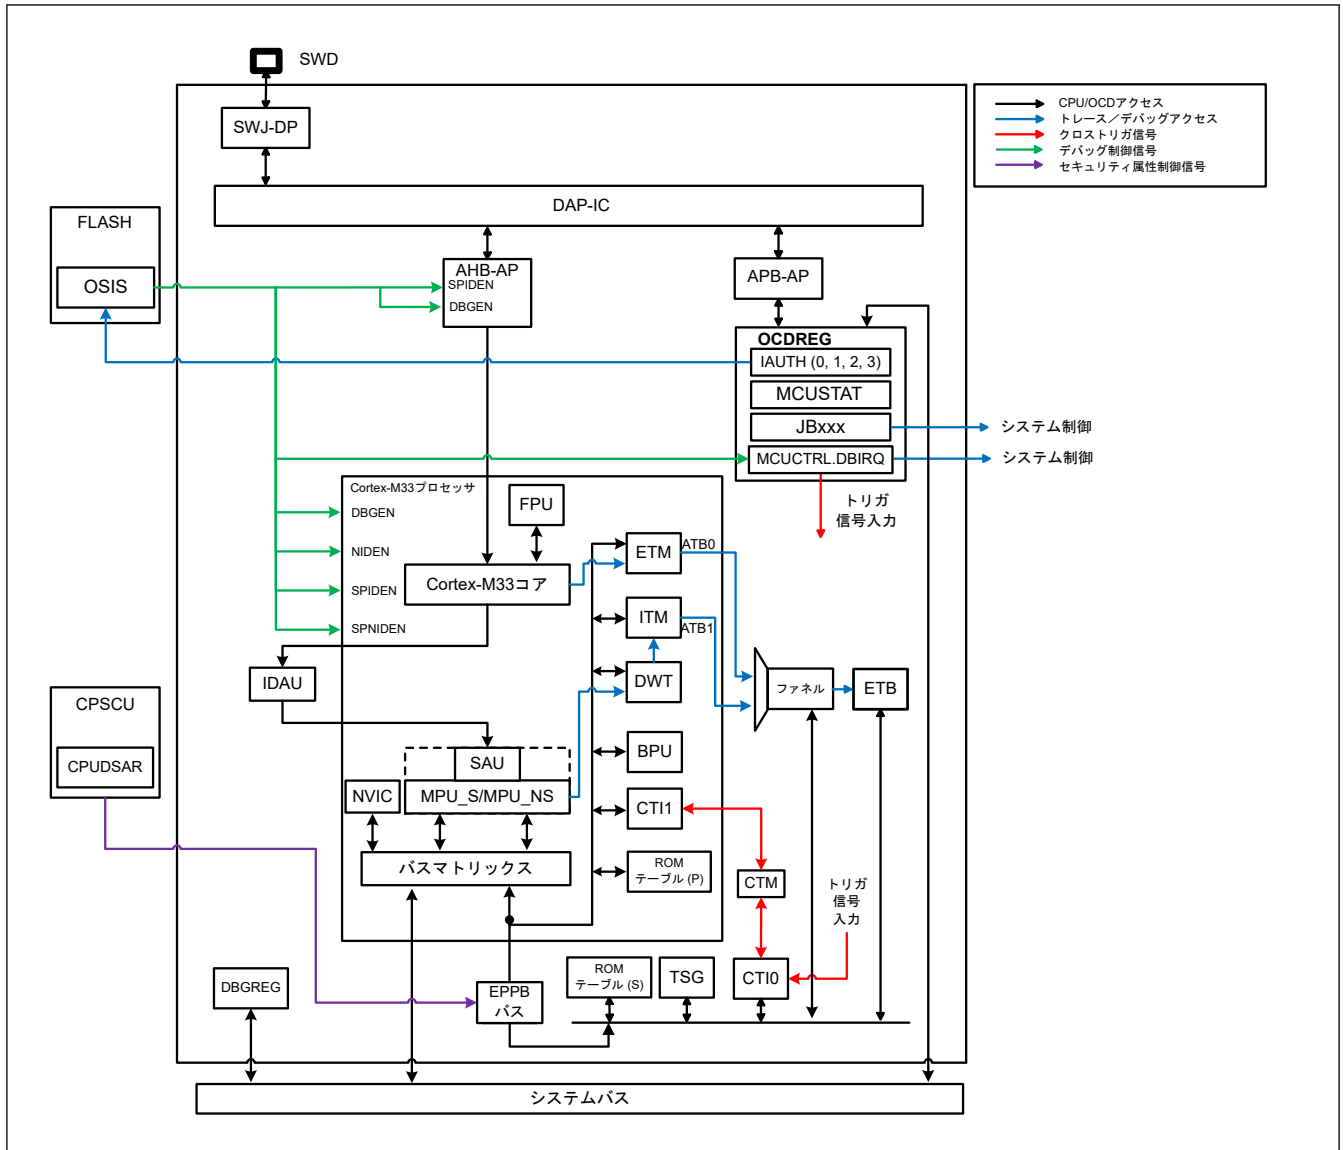 SWD
SWJ-DP
CPU/OCDアクセス
トレース／デバッグアクセス
クロストリガ信号
デバッグ制御信号
セキュリティ属性制御信号
DAP-IC
FLASH
OSIS
AHB-AP
SPIDEN
DBGEN
APB-AP
OCDREG
IAUTH (0, 1, 2, 3)
MCUSTAT
JBxxx
システム制御
MCUCTRL.DBIRQ
システム制御
トリガ
信号入力
Cortex-M33プロセッサ
DBGEN
NIDEN
SPIDEN
SPNIDEN
FPU
Cortex-M33コア
ETM
ATB0
ITM
ATB1
DWT
IDAU
ファネル
ETB
CPSCU
CPUDSAR
SAU
BPU
NVIC
MPU_S/MPU_NS
CTI1
バスマトリックス
ROM
テーブル (P)
CTM
トリガ
信号
入力
DBGREG
EPPB
バス
ROM
テーブル (S)
TSG
CTI0
システムバス